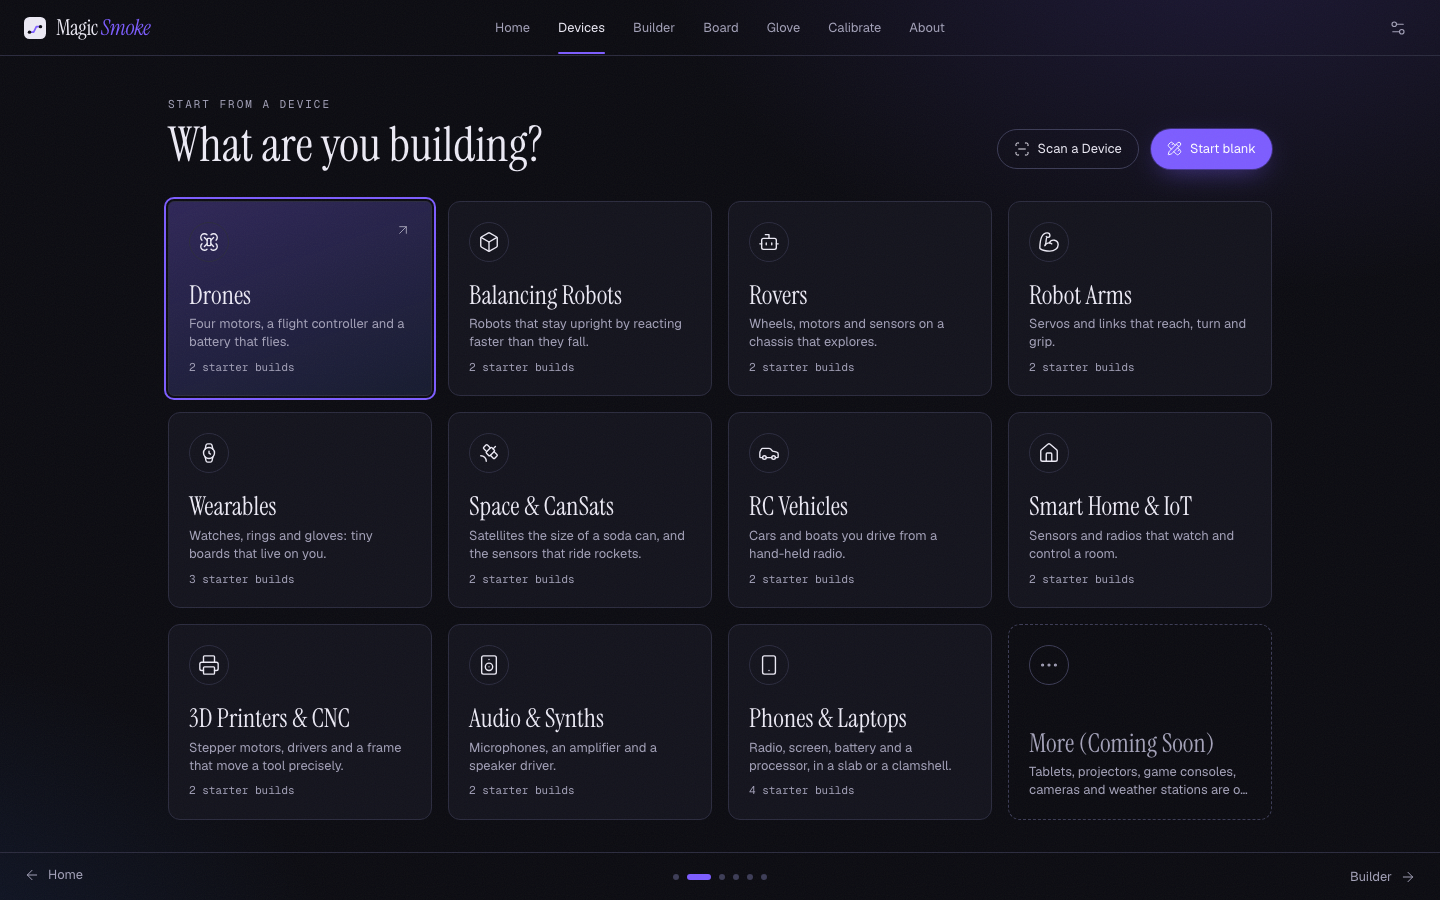 Magic Smoke
Home
Devices
Builder
Board
Glove
Calibrate
About
START FROM A DEVICE
What are you building?
Scan a Device
Start blank
Drones
Four motors, a flight controller and a
battery that flies.
2 starter builds
Balancing Robots
Robots that stay upright by reacting
faster than they fall.
2 starter builds
Rovers
Wheels, motors and sensors on a
chassis that explores.
2 starter builds
Robot Arms
Servos and links that reach, turn and
grip.
2 starter builds
Wearables
Watches, rings and gloves: tiny
boards that live on you.
3 starter builds
Space & CanSats
Satellites the size of a soda can, and
the sensors that ride rockets.
2 starter builds
RC Vehicles
Cars and boats you drive from a
hand-held radio.
2 starter builds
Smart Home & IoT
Sensors and radios that watch and
control a room.
2 starter builds
3D Printers & CNC
Stepper motors, drivers and a frame
that move a tool precisely.
2 starter builds
Audio & Synths
Microphones, an amplifier and a
speaker driver.
2 starter builds
Phones & Laptops
Radio, screen, battery and a
processor, in a slab or a clamshell.
4 starter builds
More (Coming Soon)
Tablets, projectors, game consoles,
cameras and weather stations are o…
Home
Builder